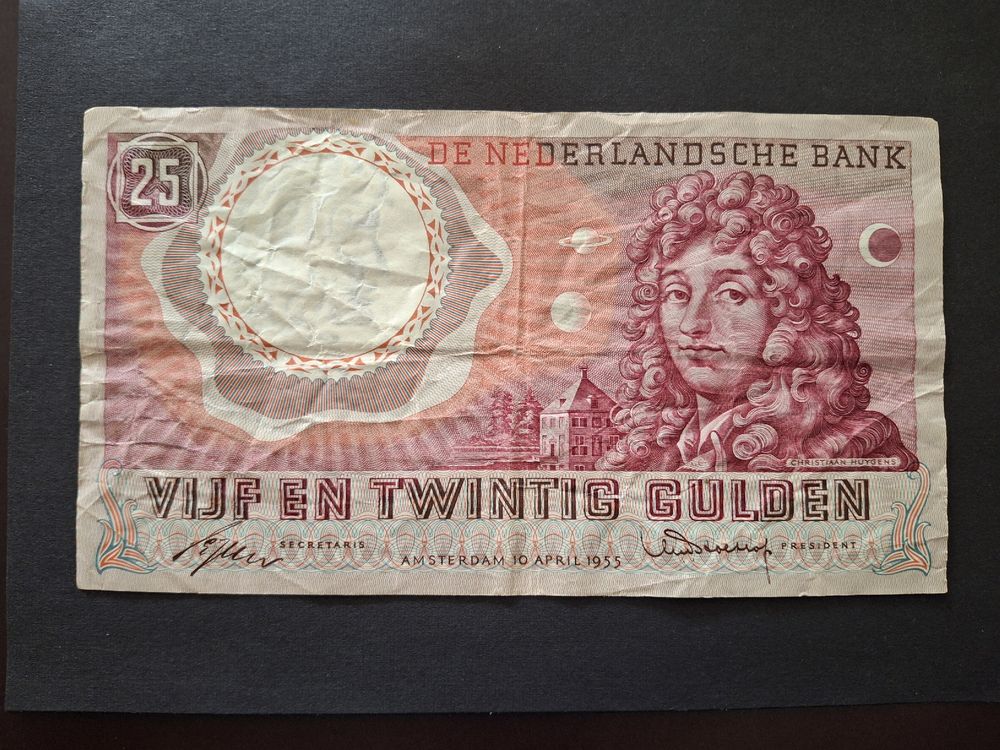 25
DE NEDERLANDSCHE BANK
CHRISTIAAN HUYGENS
VIJF EN TWINTIG GULDEN
SECRETARIS
PRESIDENT
AMSTERDAM 10 APRIL 1955